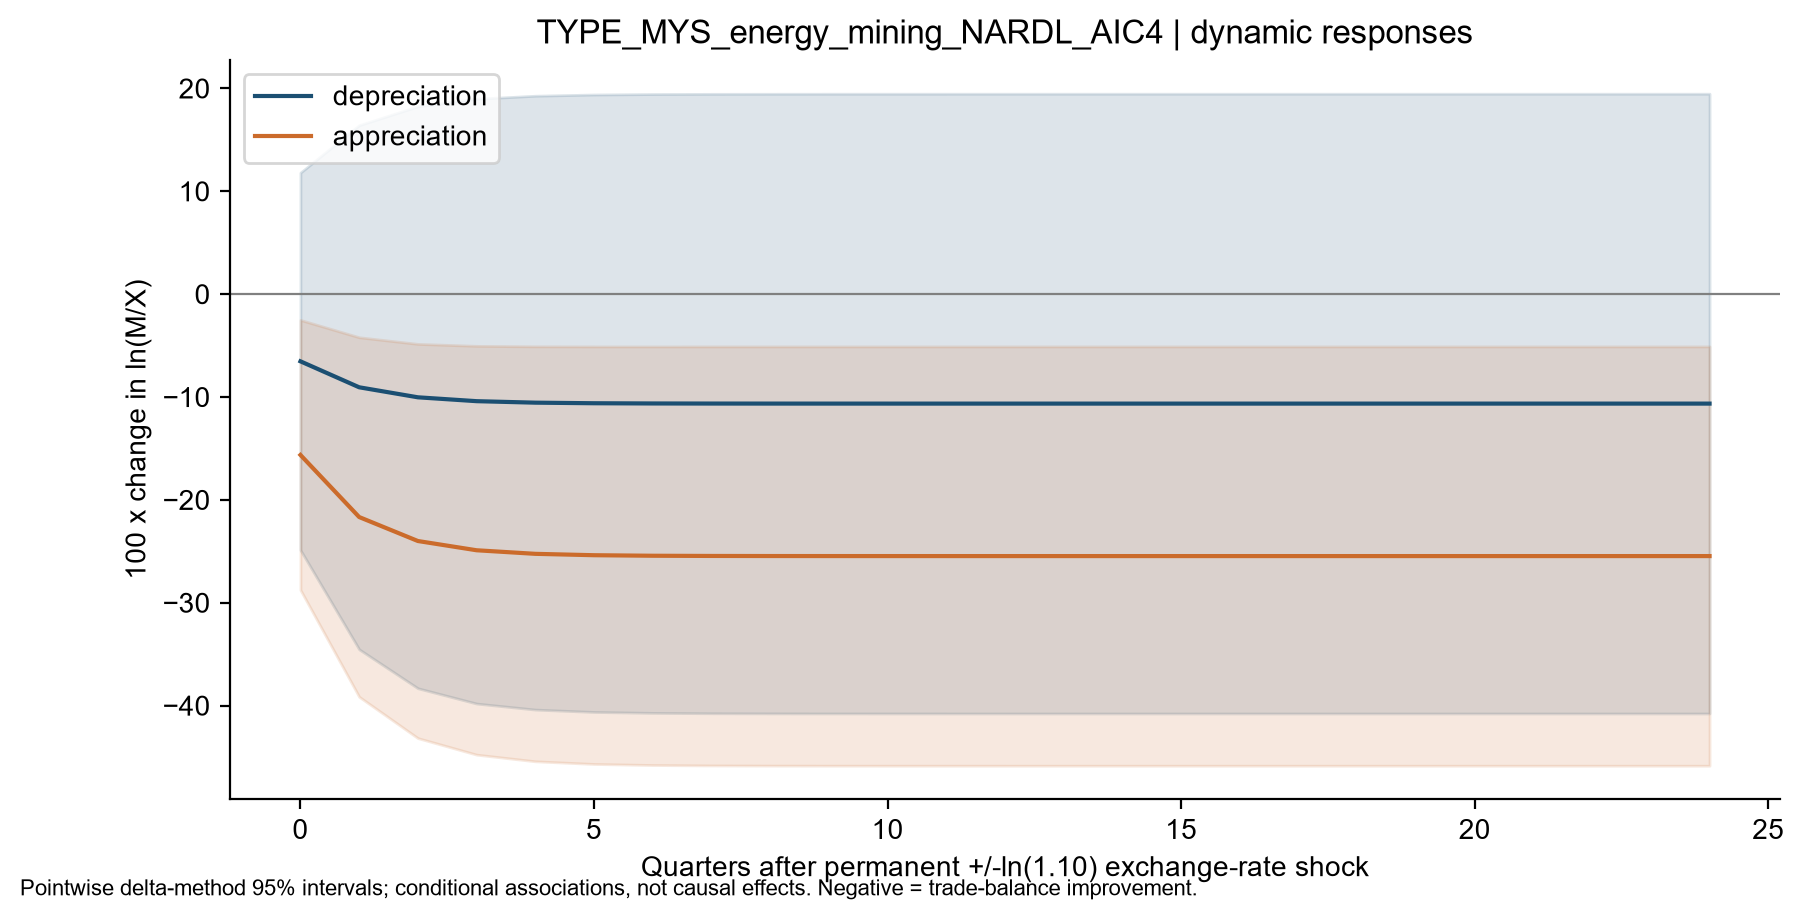 TYPE_MYS_energy_mining_NARDL_AIC4 | dynamic responses
depreciation
appreciation
100 x change in ln(M/X)
20
10
0
−10
−20
−30
−40
0 5 10 15 20 25
Quarters after permanent +/-ln(1.10) exchange-rate shock
Pointwise delta-method 95% intervals; conditional associations, not causal effects. Negative = trade-balance improvement.